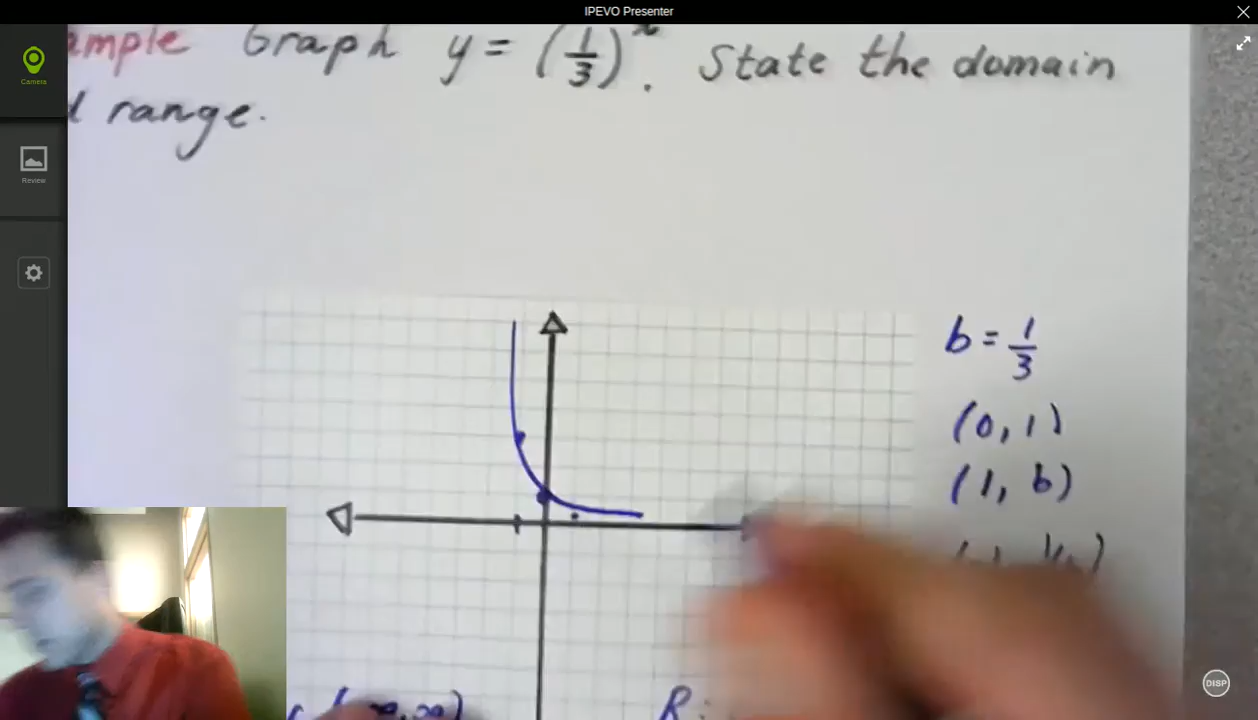 IPEVO Presenter
Camera
Review
ample Graph y = (1/3)^x. State the domain
d range.
b = 1/3
(0, 1)
(1, b)
(-∞, ∞)
R:
DISP